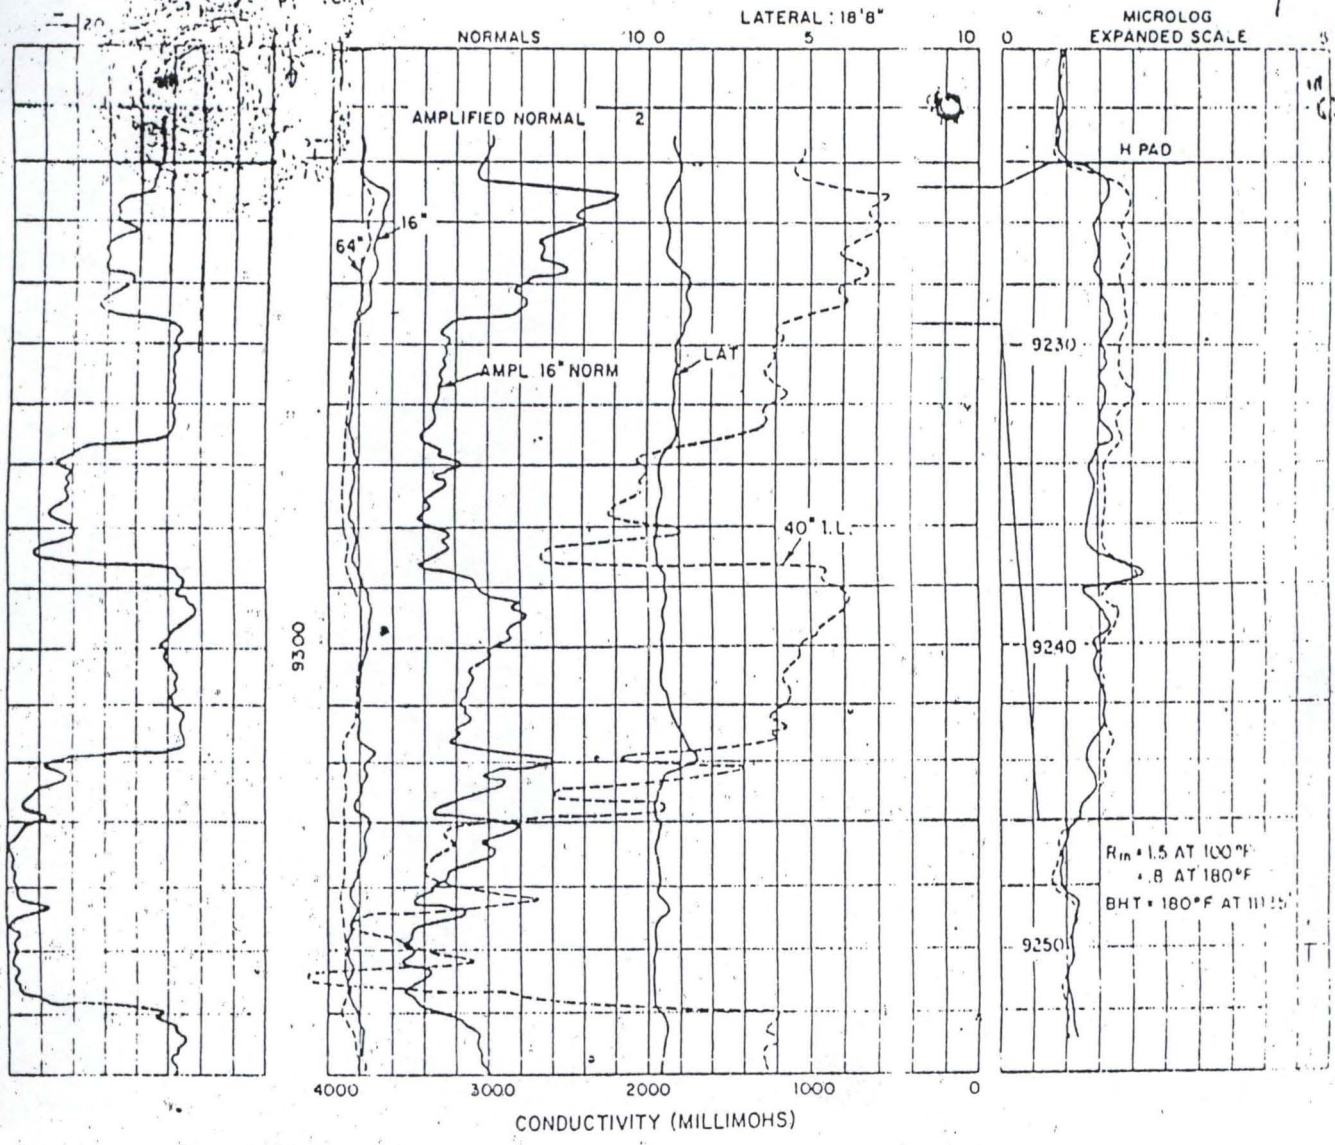 20
LATERAL: 18'8"
MICROLOG
NORMALS 10 0 5 10 0 EXPANDED SCALE 5
AMPLIFIED NORMAL 2
H PAD
16"
64"
9230
LAT
AMPL 16" NORM
40" I.L.
9300
9240
Rm = 1.5 AT 100°F
= .8 AT 180°F
BHT = 180°F AT
9250
4000 3000 2000 1000 0
CONDUCTIVITY (MILLIMOHS)